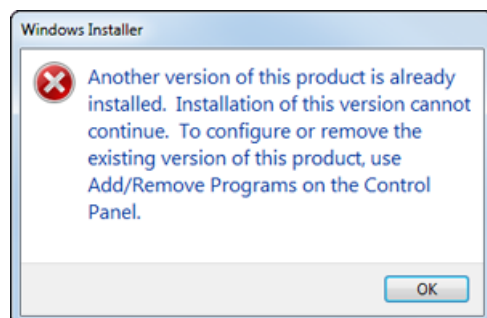 Windows Installer
Another version of this product is already
installed.  Installation of this version cannot
continue.  To configure or remove the
existing version of this product, use
Add/Remove Programs on the Control
Panel.
OK